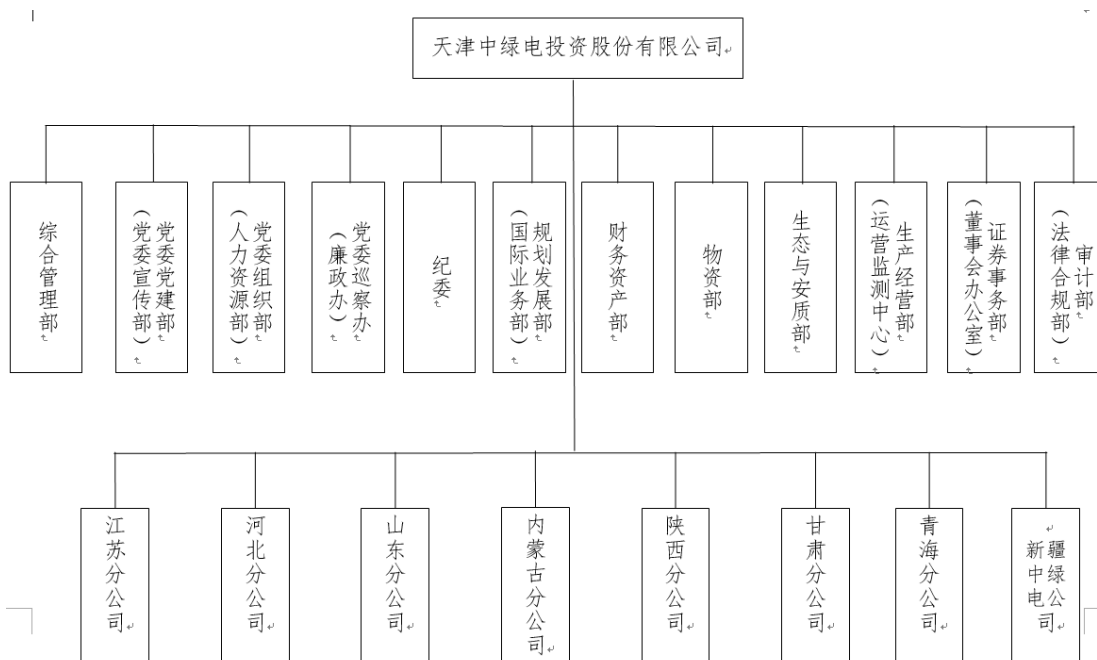 天津中绿电投资股份有限公司
综合管理部
党委党建部
（党委宣传部）
党委组织部
（人力资源部）
党委巡察办
（廉政办）
纪委
规划发展部
（国际业务部）
财务资产部
物资部
生态与安质部
生产经营部
（运营监测中心）
证券事务部
（董事会办公室）
审计部
（法律合规部）
江苏分公司
河北分公司
山东分公司
内蒙古分公司
陕西分公司
甘肃分公司
青海分公司
新疆
中绿
电公
司